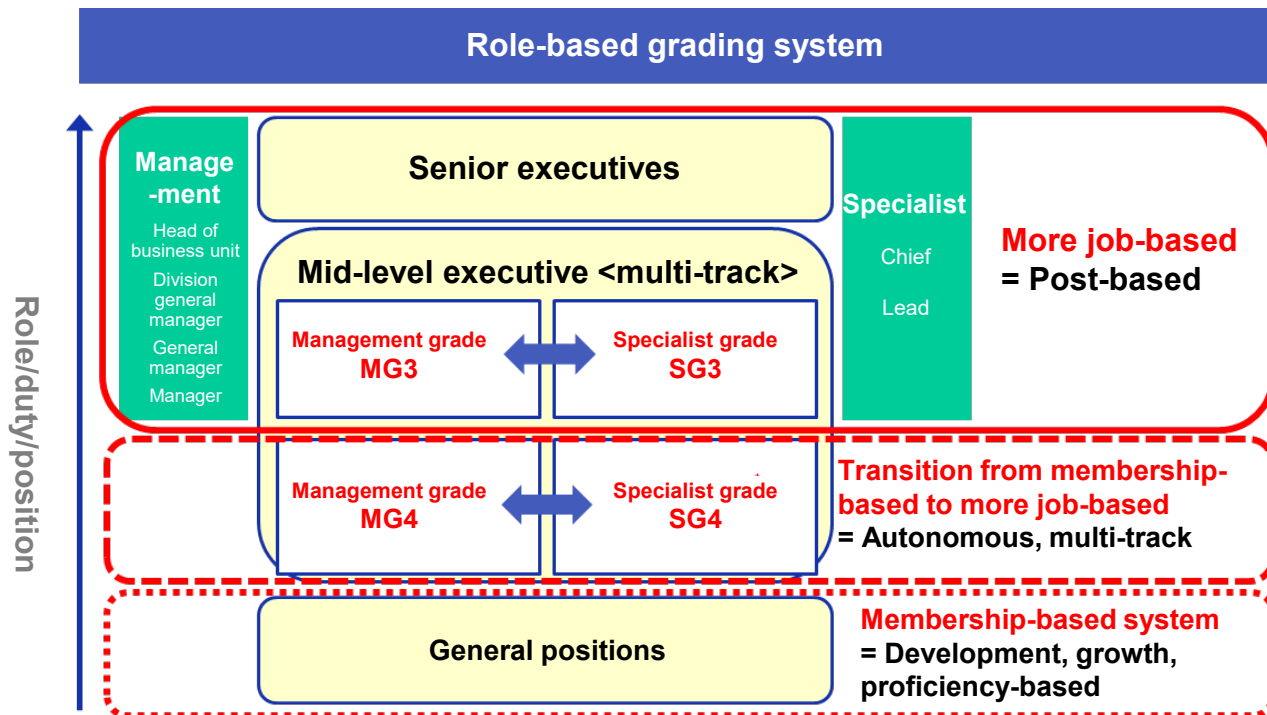 Role-based grading system
Role/duty/position
Manage
-ment
Head of
business unit
Division
general
manager
General
manager
Manager
Senior executives
Mid-level executive <multi-track>
Management grade
MG3
Specialist grade
SG3
Specialist
Chief
Lead
More job-based
= Post-based
Management grade
MG4
Specialist grade
SG4
Transition from membership-
based to more job-based
= Autonomous, multi-track
General positions
Membership-based system
= Development, growth,
proficiency-based